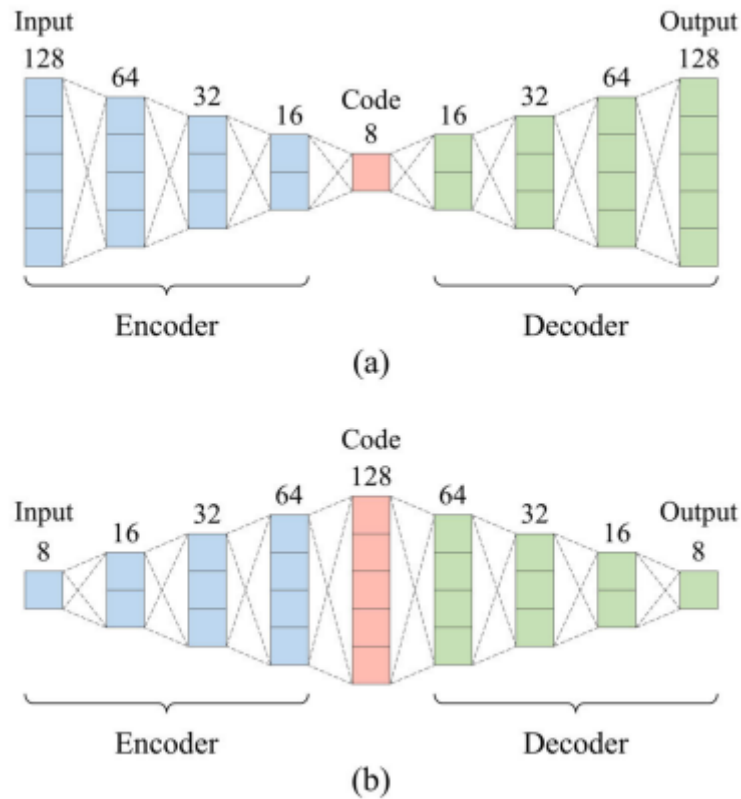 Input Output
128 64 32 16 Code 8 16 32 64 128
Encoder Decoder
(a)
Code
128
64 64
32 32
Input 16 16 Output
8 8
Encoder Decoder
(b)